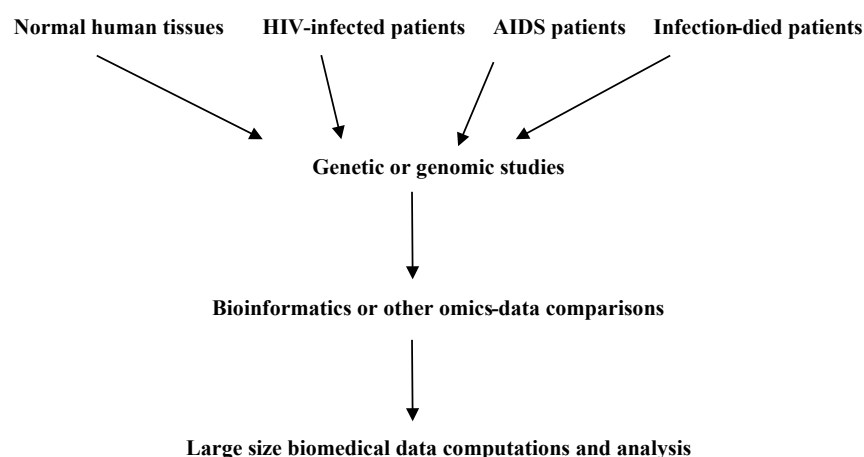 Normal human tissues HIV-infected patients AIDS patients Infection-died patients
Genetic or genomic studies
Bioinformatics or other omics-data comparisons
Large size biomedical data computations and analysis